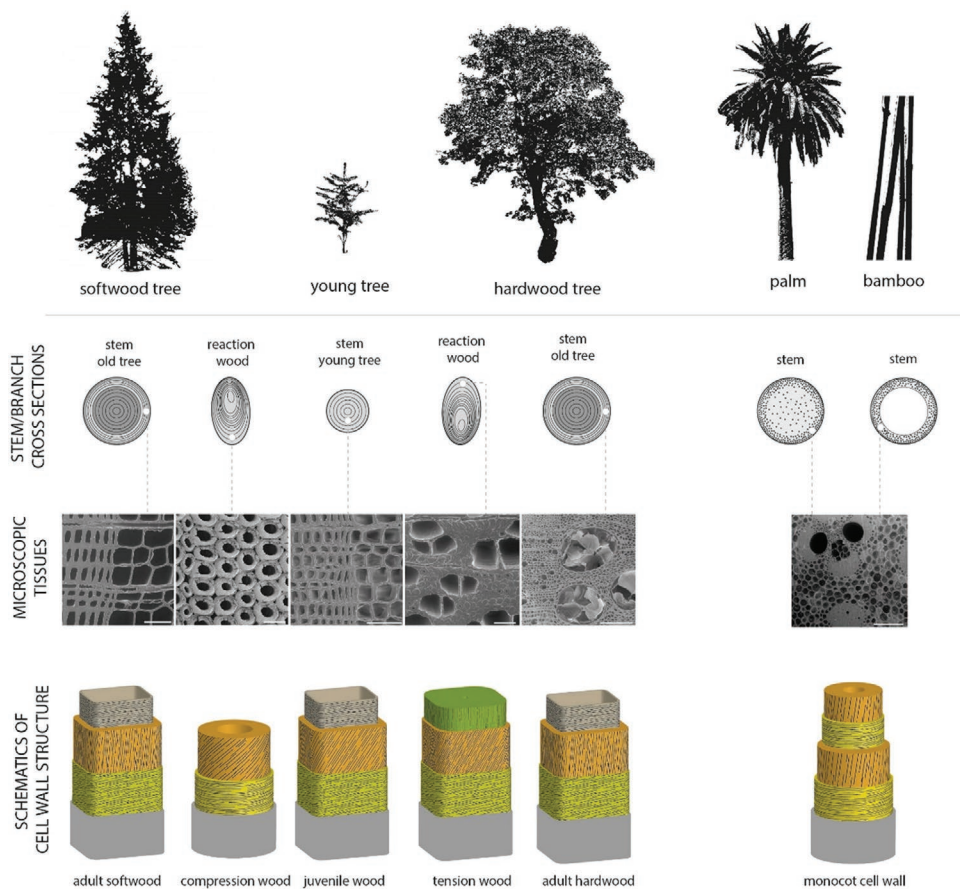 softwood tree
young tree
hardwood tree
palm
bamboo
STEM/BRANCH
CROSS SECTIONS
stem
old tree
reaction
wood
stem
young tree
reaction
wood
stem
old tree
stem
stem
MICROSCOPIC
TISSUES
SCHEMATICS OF
CELL WALL STRUCTURE
adult softwood
compression wood
juvenile wood
tension wood
adult hardwood
monocot cell wall